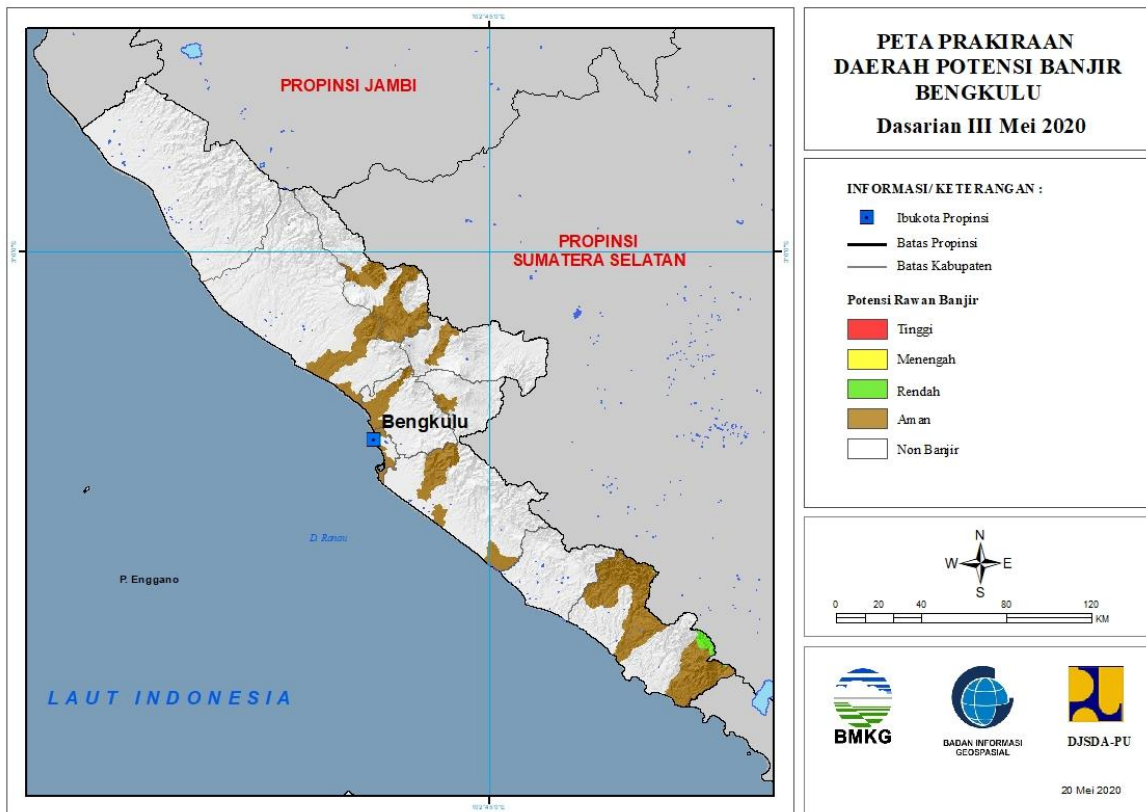 PETA PRAKIRAAN
DAERAH POTENSI BANJIR
BENGKULU
Dasarian III Mei 2020
PROPINSI JAMBI
PROPINSI
SUMATERA SELATAN
Bengkulu
D. Ranau
P. Enggano
LAUT INDONESIA
INFORMASI/ KETERANGAN :
Ibukota Propinsi
Batas Propinsi
Batas Kabupaten
Potensi Rawan Banjir
Tinggi
Menengah
Rendah
Aman
Non Banjir
N
W E
S
0 20 40 80 120
KM
BMKG
BADAN INFORMASI
GEOSPASIAL
DJSDA-PU
20 Mei 2020